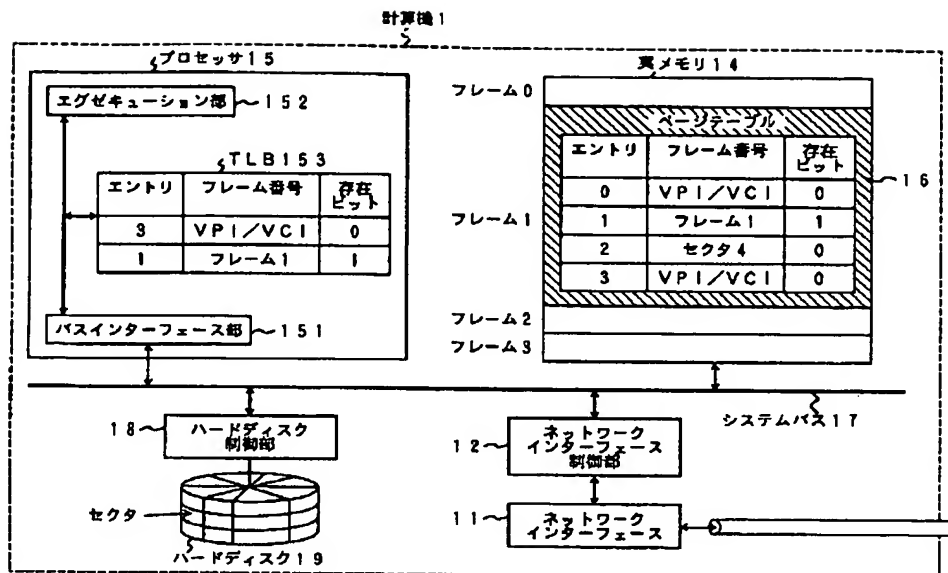 計算機1
プロセッサ15
エグゼキューション部
152
TLB153
エントリ フレーム番号 存在ビット
3 VPI/VCI 0
1 フレーム1 1
バスインターフェース部
151
実メモリ14
フレーム0
ページテーブル
エントリ フレーム番号 存在ビット
0 VPI/VCI 0
1 フレーム1 1
2 セクタ4 0
3 VPI/VCI 0
16
フレーム1
フレーム2
フレーム3
システムバス17
18
ハードディスク
制御部
セクタ
ハードディスク19
12
ネットワーク
インターフェース
制御部
11
ネットワーク
インターフェース